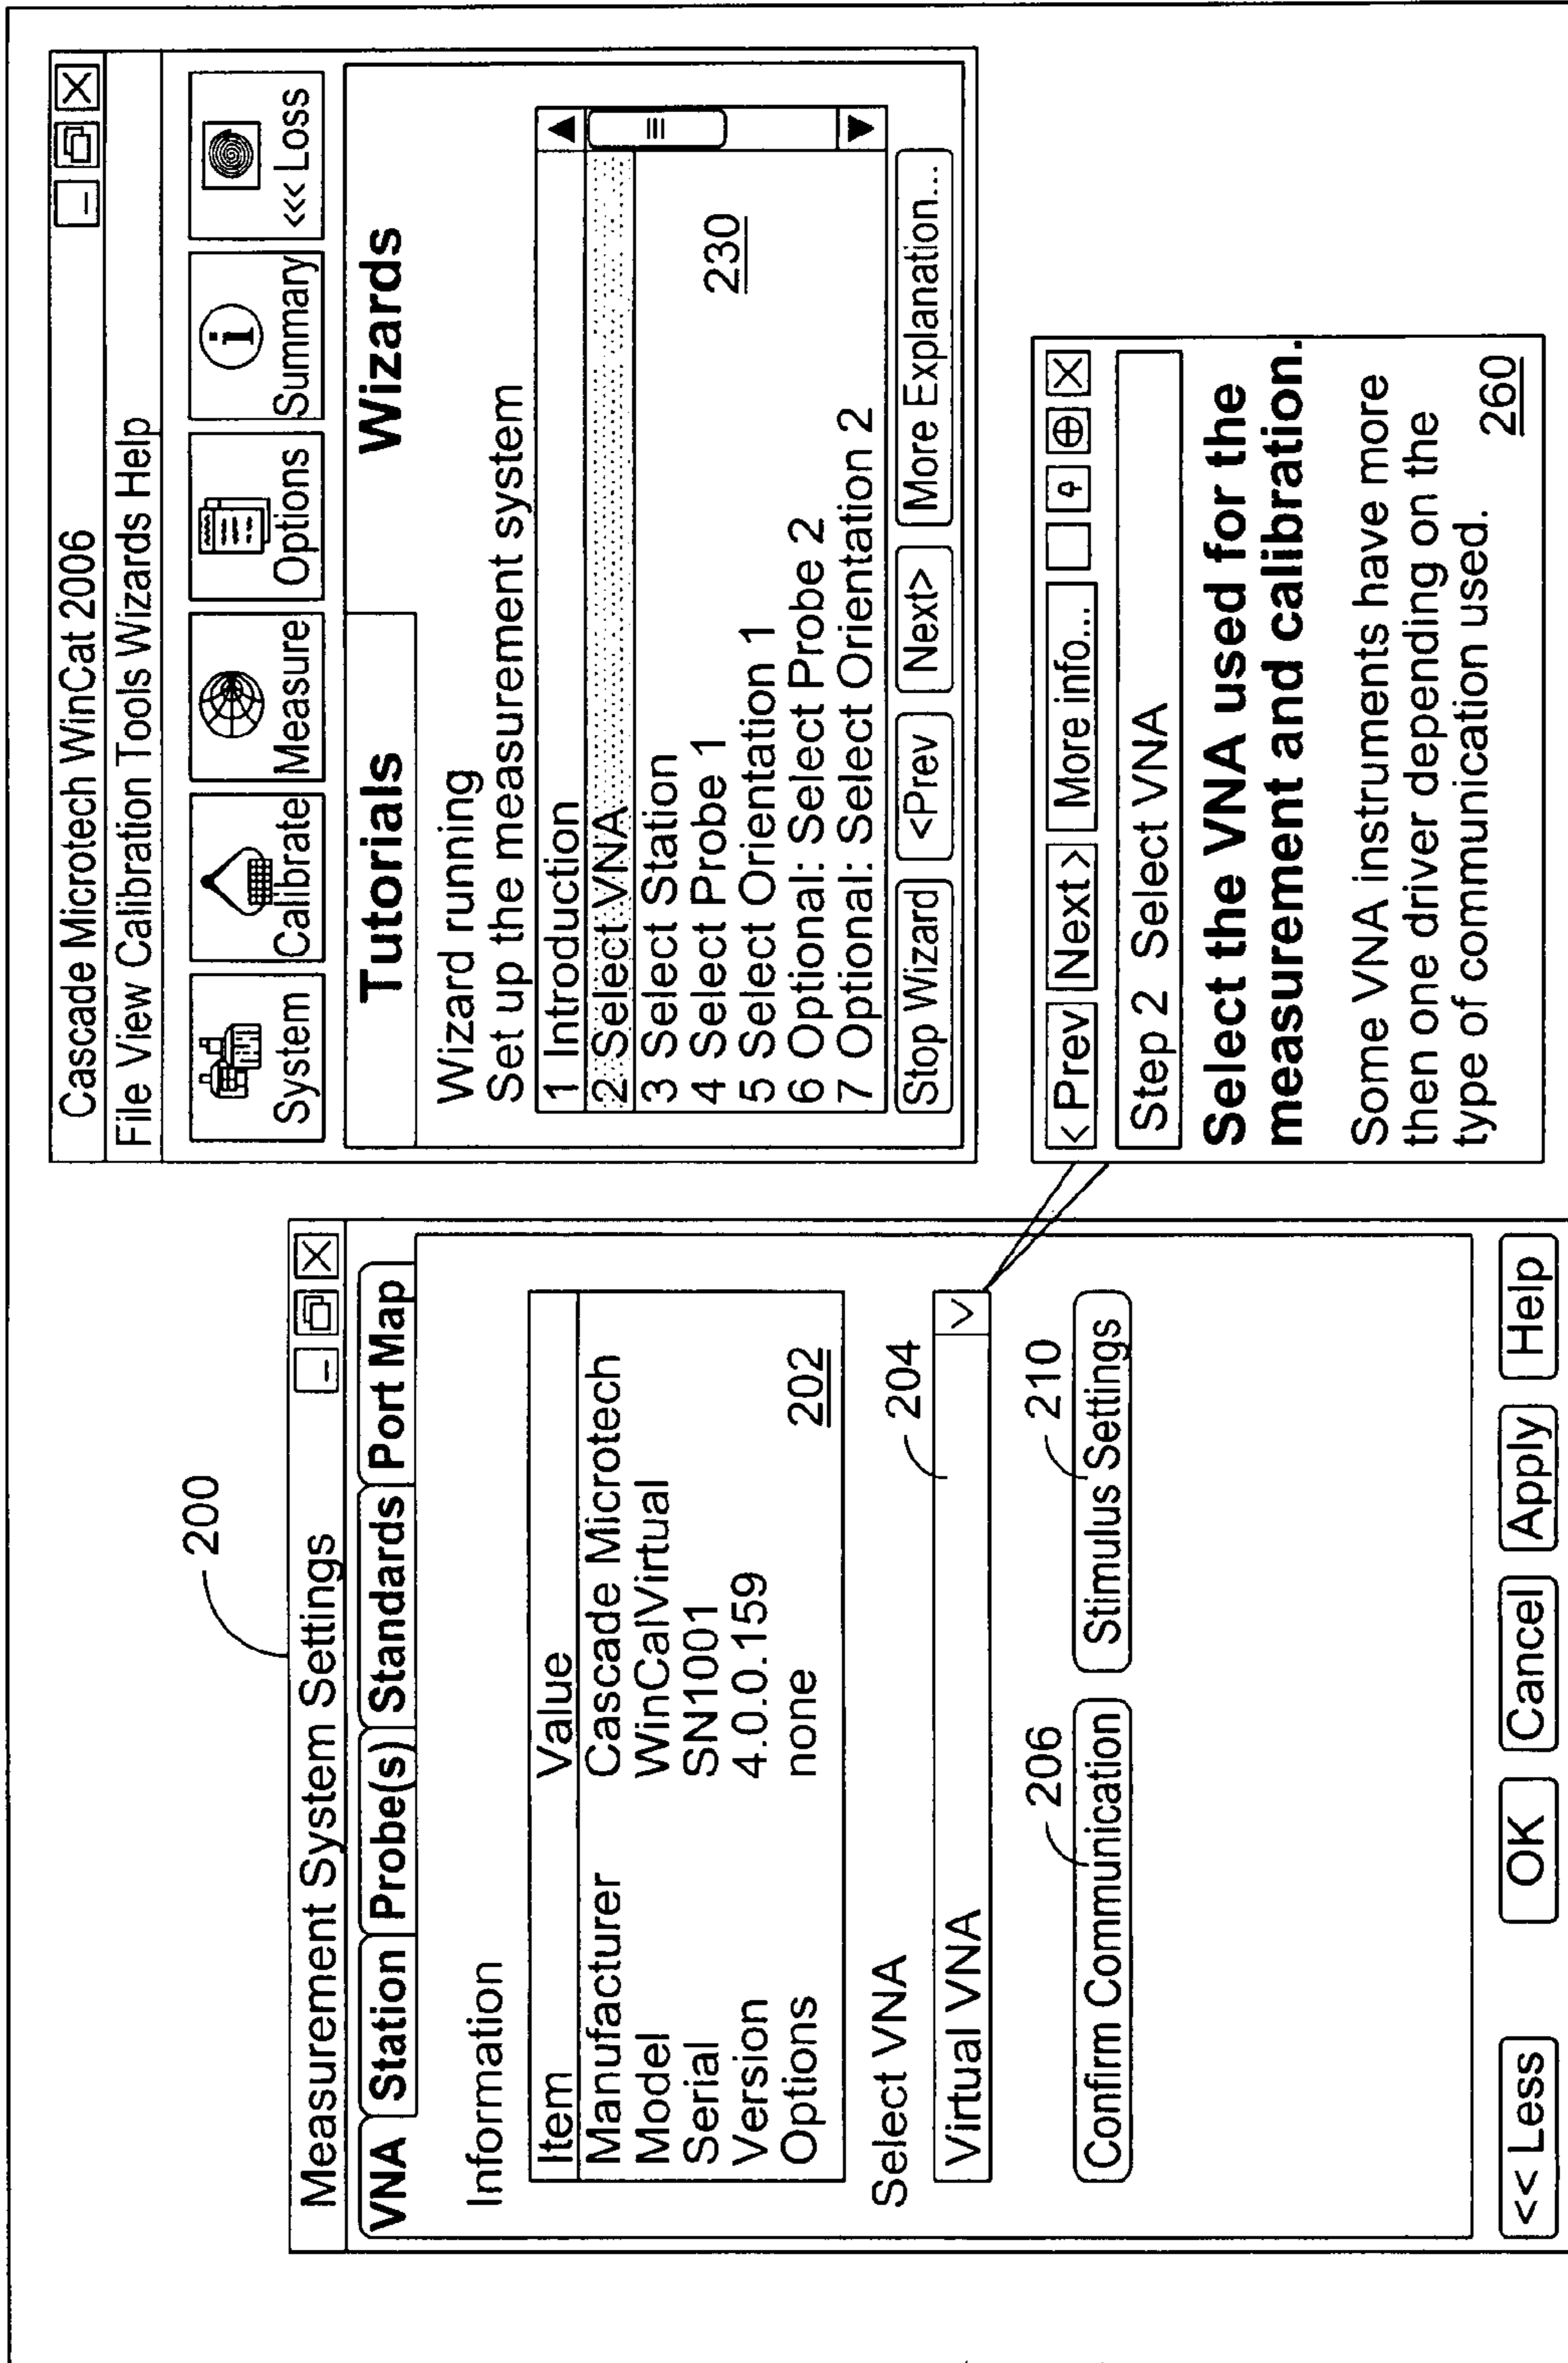 200
Measurement System Settings
VNA Station Probe(s) Standards Port Map
Information
Item Value
Manufacturer Cascade Microtech
Model WinCalVirtual
Serial SN1001
Version 4.0.0.159
Options none
202
Select VNA
204
Virtual VNA
206
210
Confirm Communication Stimulus Settings
<< Less OK Cancel Apply Help
Cascade Microtech WinCat 2006
File View Calibration Tools Wizards Help
System Calibrate Measure Options Summary <<< Loss
Tutorials Wizards
Wizard running
Set up the measurement system
1 Introduction
2 Select VNA
3 Select Station
4 Select Probe 1
5 Select Orientation 1
6 Optional: Select Probe 2
7 Optional: Select Orientation 2
230
Stop Wizard <Prev Next> More Explanation...
< Prev Next > More info...
Step 2 Select VNA
Select the VNA used for the
measurement and calibration.
Some VNA instruments have more
then one driver depending on the
type of communication used.
260